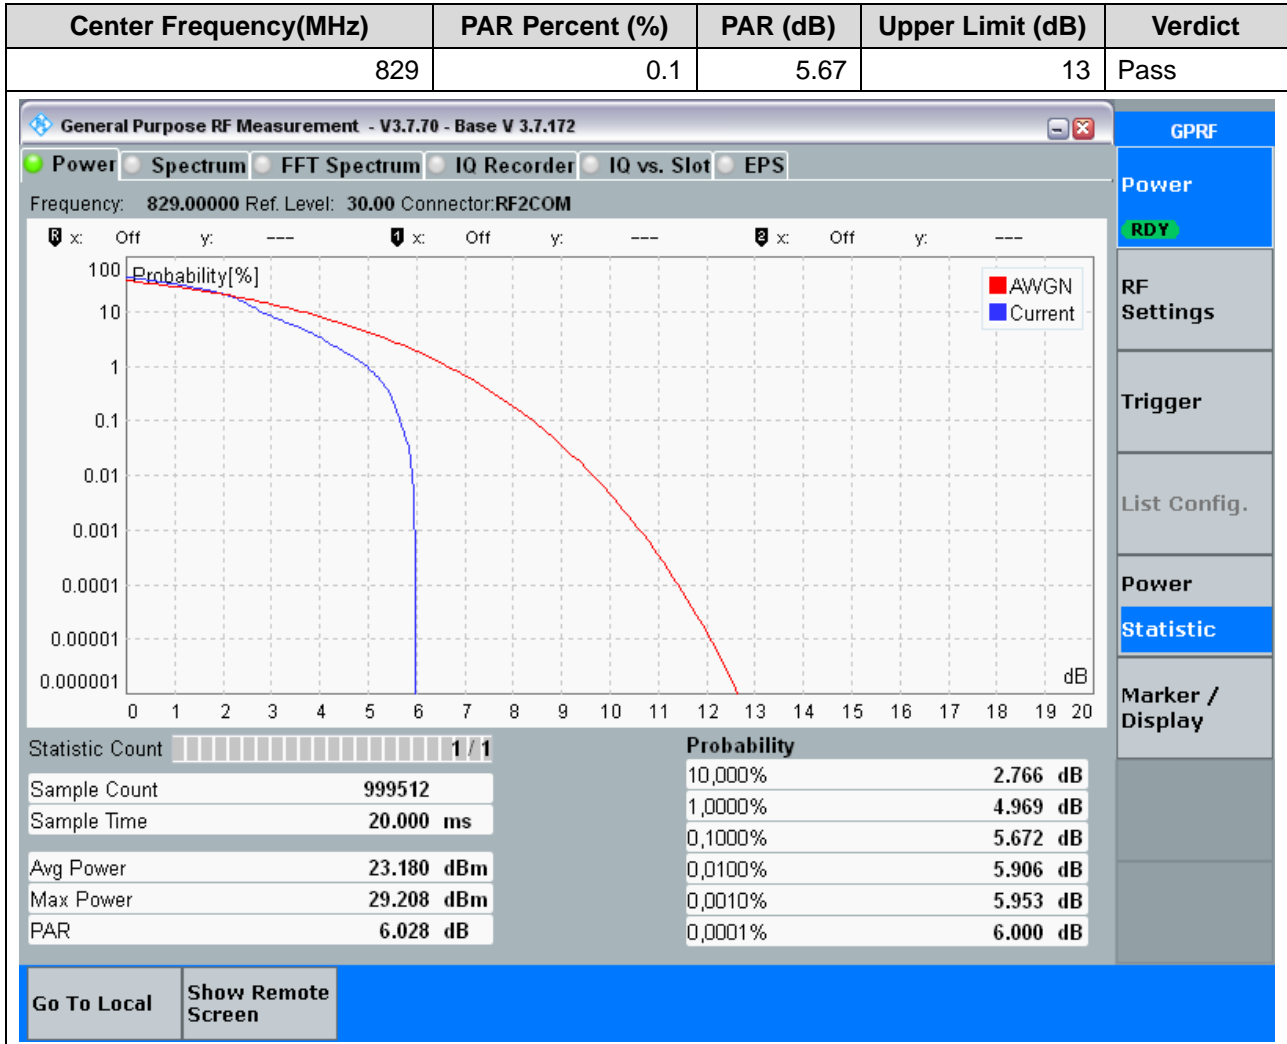 Center Frequency(MHz) PAR Percent (%) PAR (dB) Upper Limit (dB) Verdict
829 0.1 5.67 13 Pass
General Purpose RF Measurement - V3.7.70 - Base V 3.7.172
GPRF
Power Spectrum FFT Spectrum IQ Recorder IQ vs. Slot EPS
Frequency: 829.00000 Ref. Level: 30.00 Connector:RF2COM
R x: Off y: --- 1 x: Off y: --- 2 x: Off y: ---
Power
RDY
RF
Settings
Trigger
List Config.
Power
Statistic
Marker /
Display
Probability[%]
AWGN
Current
100
10
1
0.1
0.01
0.001
0.0001
0.00001
0.000001
dB
0 1 2 3 4 5 6 7 8 9 10 11 12 13 14 15 16 17 18 19 20
Statistic Count 1 / 1
Sample Count 999512
Sample Time 20.000 ms
Avg Power 23.180 dBm
Max Power 29.208 dBm
PAR 6.028 dB
Probability
10,000% 2.766 dB
1,0000% 4.969 dB
0,1000% 5.672 dB
0,0100% 5.906 dB
0,0010% 5.953 dB
0,0001% 6.000 dB
Go To Local
Show Remote
Screen